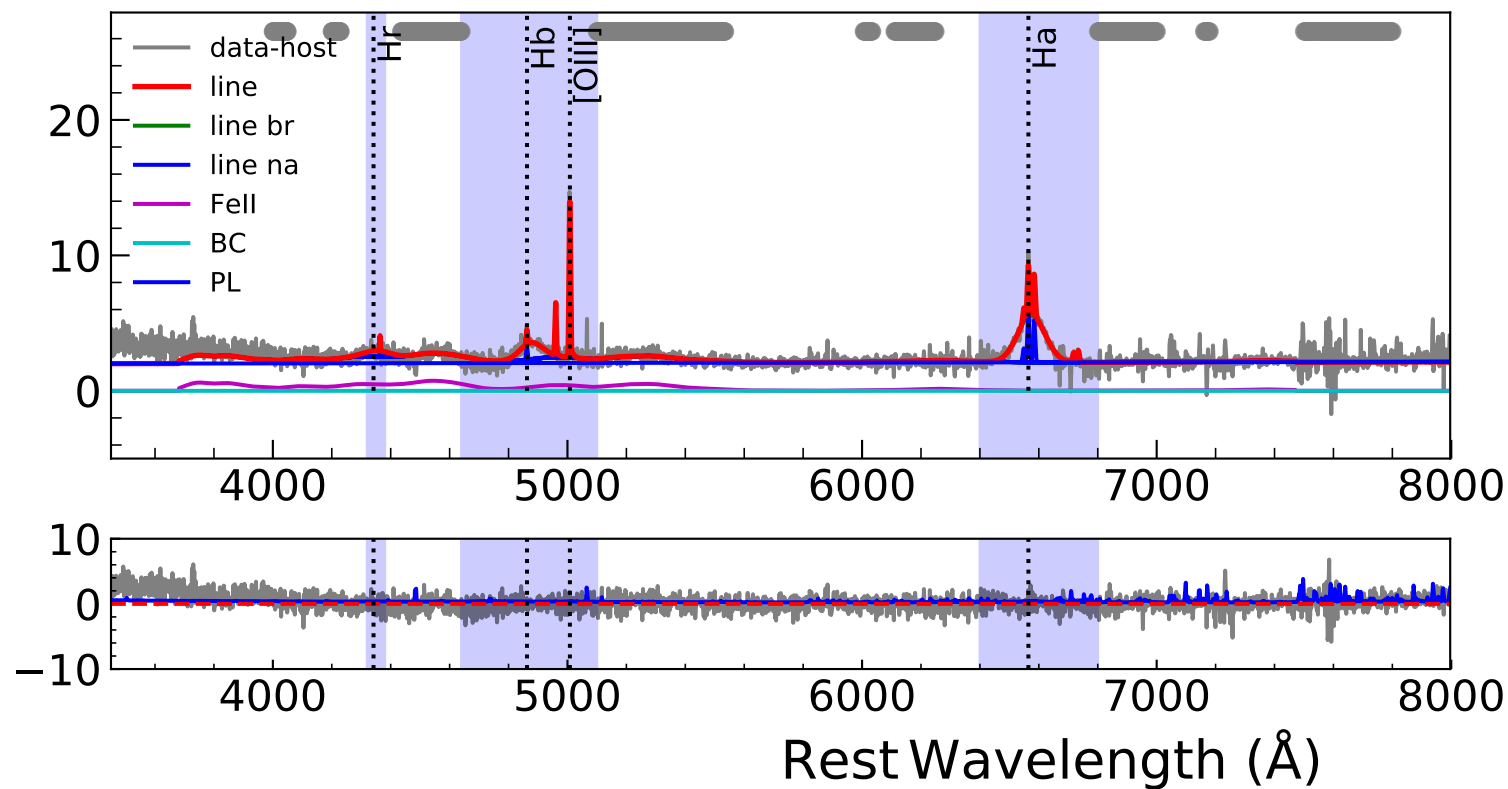 Hr
Hb
[OIII]
Ha
data-host
line
line br
line na
FeII
BC
PL
20
10
0
4000 5000 6000 7000 8000
10
0
−10
4000 5000 6000 7000 8000
Rest Wavelength (Å)